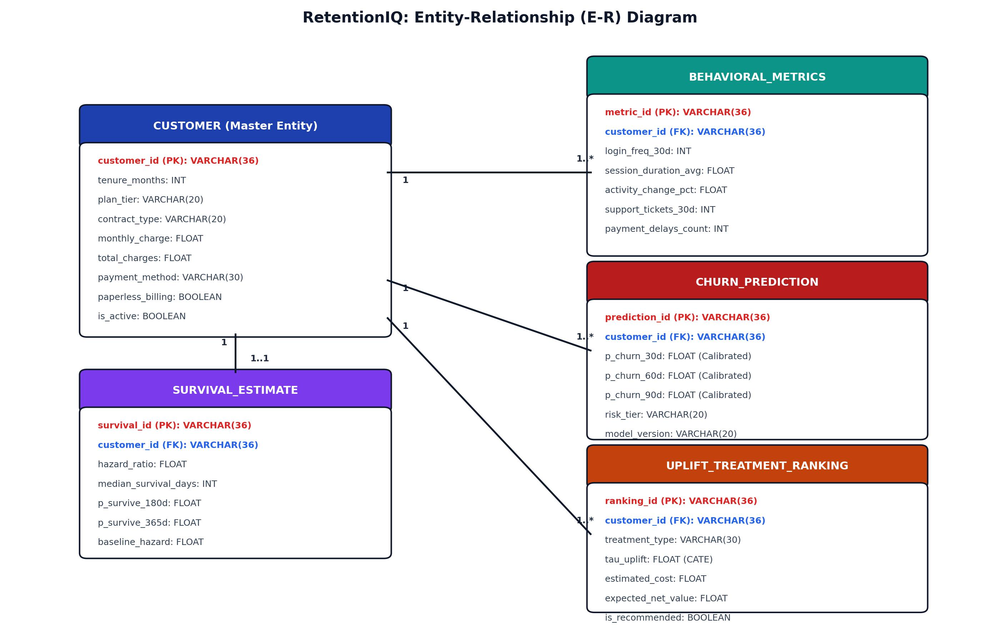 RetentionIQ: Entity-Relationship (E-R) Diagram
CUSTOMER (Master Entity)
customer_id (PK): VARCHAR(36)
tenure_months: INT
plan_tier: VARCHAR(20)
contract_type: VARCHAR(20)
monthly_charge: FLOAT
total_charges: FLOAT
payment_method: VARCHAR(30)
paperless_billing: BOOLEAN
is_active: BOOLEAN
1
1..*
1
1..*
1
1..*
1
1..1
BEHAVIORAL_METRICS
metric_id (PK): VARCHAR(36)
customer_id (FK): VARCHAR(36)
login_freq_30d: INT
session_duration_avg: FLOAT
activity_change_pct: FLOAT
support_tickets_30d: INT
payment_delays_count: INT
CHURN_PREDICTION
prediction_id (PK): VARCHAR(36)
customer_id (FK): VARCHAR(36)
p_churn_30d: FLOAT (Calibrated)
p_churn_60d: FLOAT (Calibrated)
p_churn_90d: FLOAT (Calibrated)
risk_tier: VARCHAR(20)
model_version: VARCHAR(20)
SURVIVAL_ESTIMATE
survival_id (PK): VARCHAR(36)
customer_id (FK): VARCHAR(36)
hazard_ratio: FLOAT
median_survival_days: INT
p_survive_180d: FLOAT
p_survive_365d: FLOAT
baseline_hazard: FLOAT
UPLIFT_TREATMENT_RANKING
ranking_id (PK): VARCHAR(36)
customer_id (FK): VARCHAR(36)
treatment_type: VARCHAR(30)
tau_uplift: FLOAT (CATE)
estimated_cost: FLOAT
expected_net_value: FLOAT
is_recommended: BOOLEAN